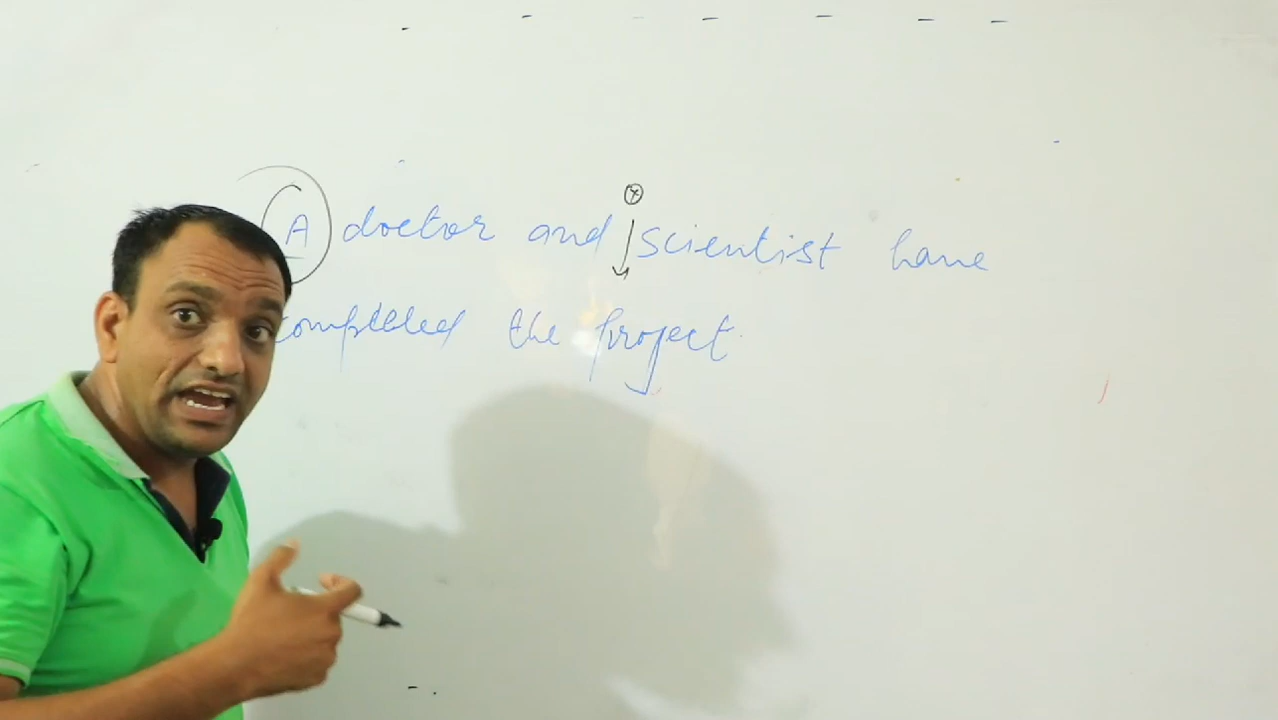 A doctor and scientist have
completed the project.